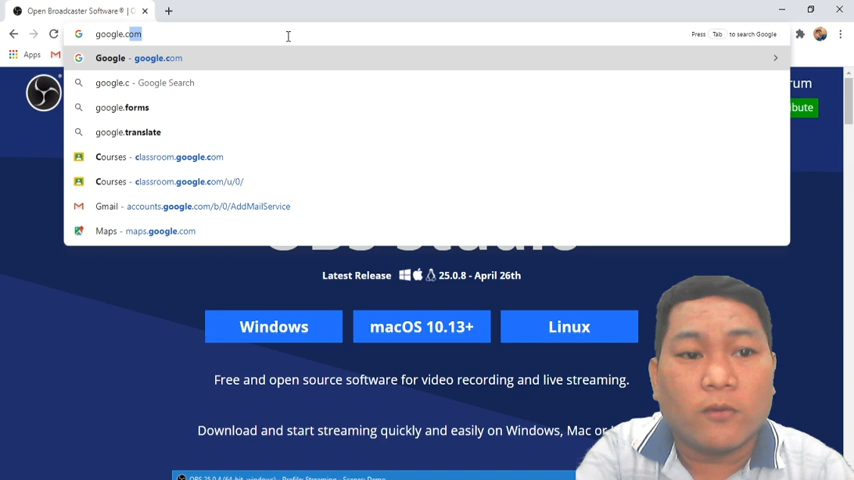 Open Broadcaster Software® | O
google.com
Press Tab to search Google
Apps
Google - google.com
google.c - Google Search
google.forms
google.translate
Courses - classroom.google.com
Courses - classroom.google.com/u/0/
Gmail - accounts.google.com/b/0/AddMailService
Maps - maps.google.com
rum
ibute
OBS Studio
Latest Release 25.0.8 - April 26th
Windows
macOS 10.13+
Linux
Free and open source software for video recording and live streaming.
Download and start streaming quickly and easily on Windows, Mac or
OBS 25.0.4 (64-bit, windows) - Profile: Streaming - Scenes: Demo